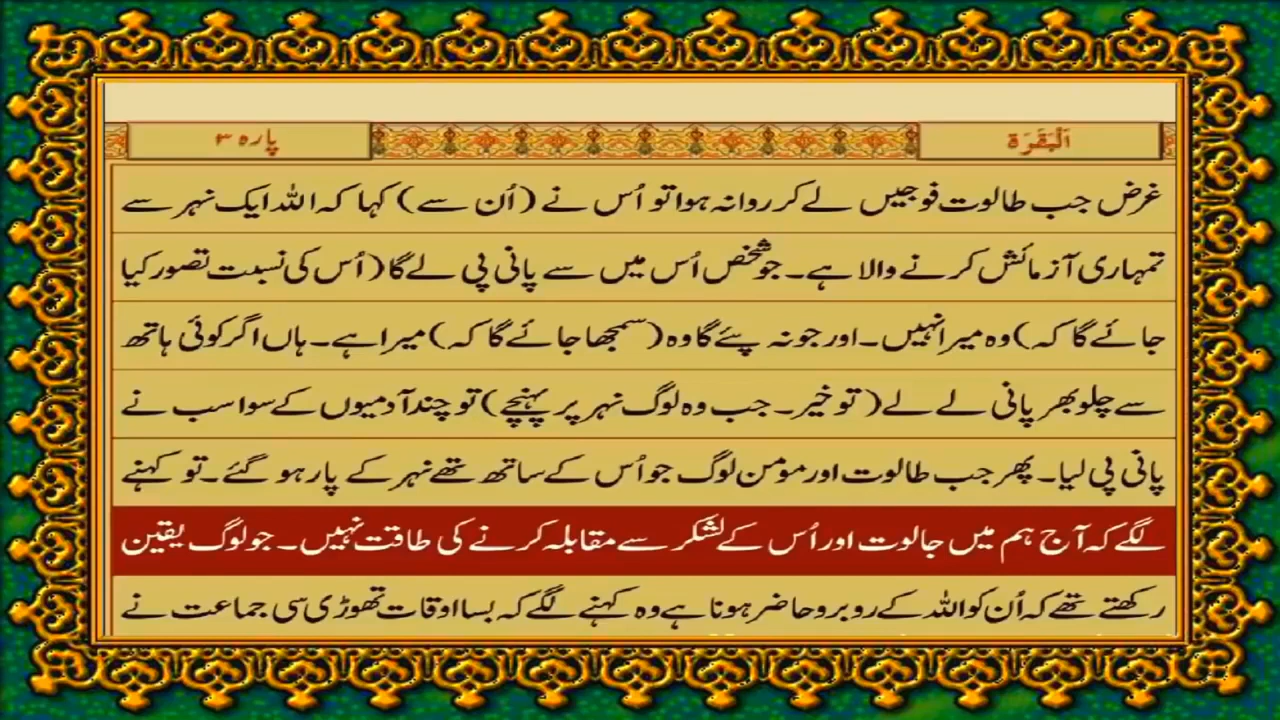 اَلْبَقَرَة
پارہ ۳
غرض جب طالوت فوجیں لے کر روانہ ہوا تو اُس نے (اُن سے) کہا کہ اللہ ایک نہر سے
تمہاری آزمائش کرنے والا ہے۔ جو شخص اُس میں سے پانی پی لے گا (اُس کی نسبت تصور کیا
جائے گا کہ) وہ میرا نہیں۔ اور جو نہ پئے گا وہ (سمجھا جائے گا کہ) میرا ہے۔ ہاں اگر کوئی ہاتھ
سے چلو بھر پانی لے لے (تو خیر۔ جب وہ لوگ نہر پر پہنچے) تو چند آدمیوں کے سوا سب نے
پانی پی لیا۔ پھر جب طالوت اور مؤمن لوگ جو اُس کے ساتھ تھے نہر کے پار ہو گئے۔ تو کہنے
لگے کہ آج ہم میں جالوت اور اُس کے لشکر سے مقابلہ کرنے کی طاقت نہیں۔ جو لوگ یقین
رکھتے تھے کہ اُن کو اللہ کے روبرو حاضر ہونا ہے وہ کہنے لگے کہ بسا اوقات تھوڑی سی جماعت نے